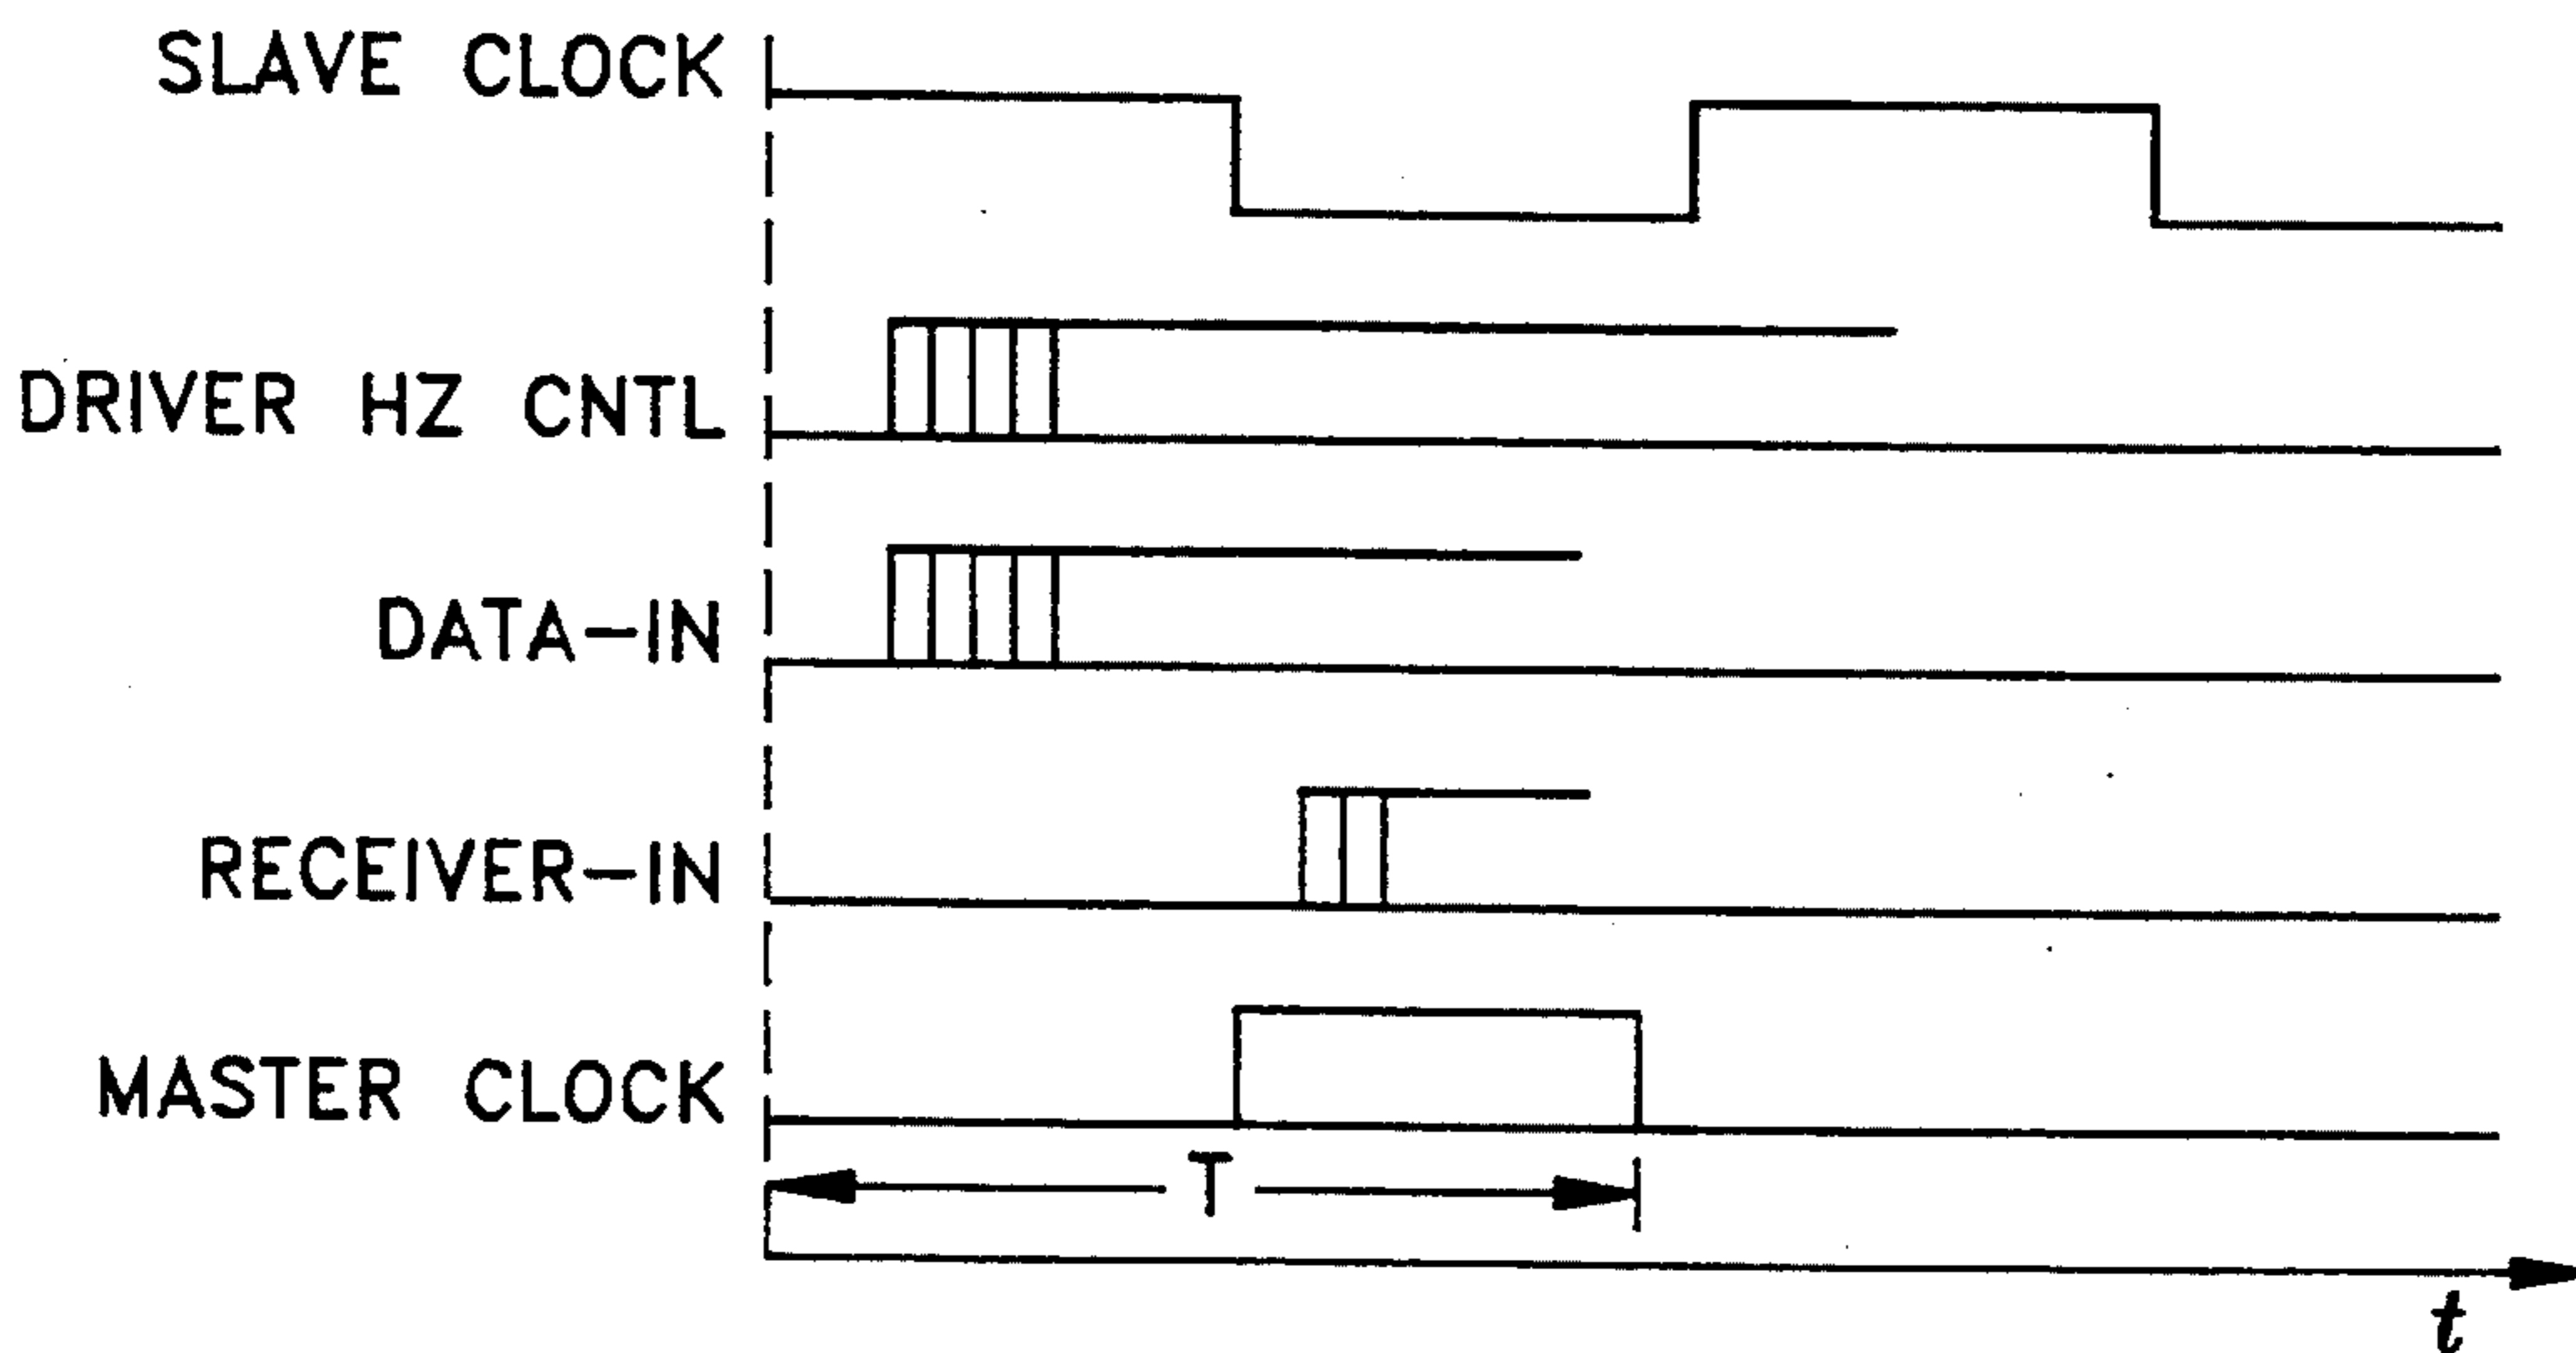 SLAVE CLOCK
DRIVER HZ CNTL
DATA-IN
RECEIVER-IN
MASTER CLOCK
T
t